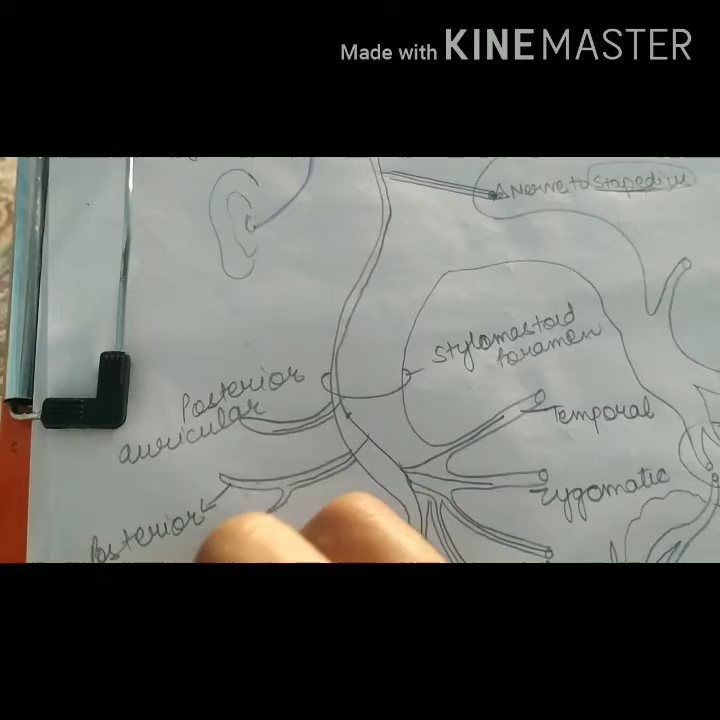 Made with KINEMASTER
Nerve to Stapedius
Stylomastoid
foramen
Posterior
auricular
Temporal
Zygomatic
Posterior